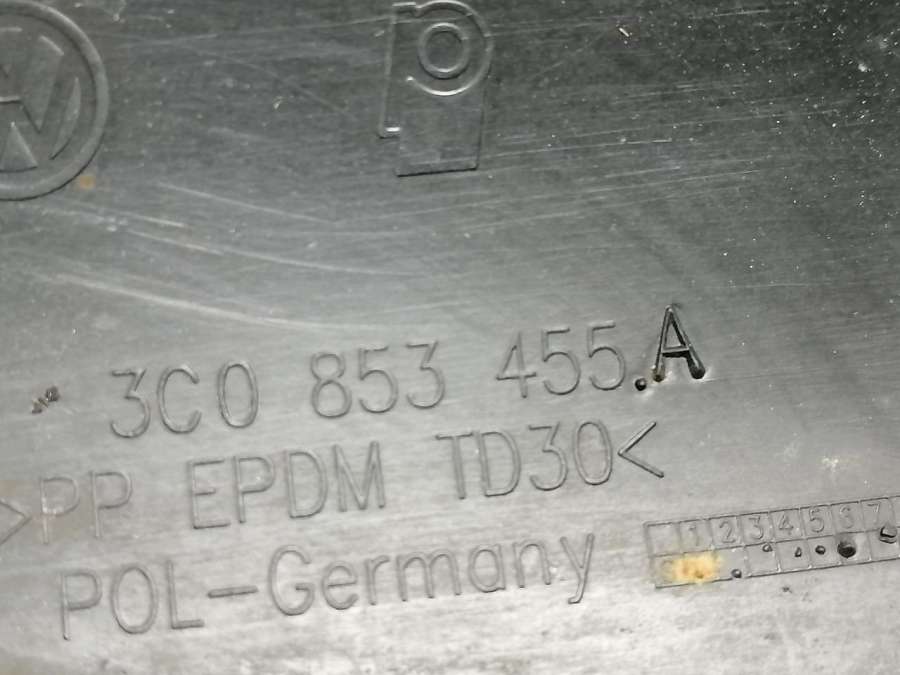 3C0 853 455.A
>PP EPDM TD30<
POL-Germany
1 2 3 4 5 6 7